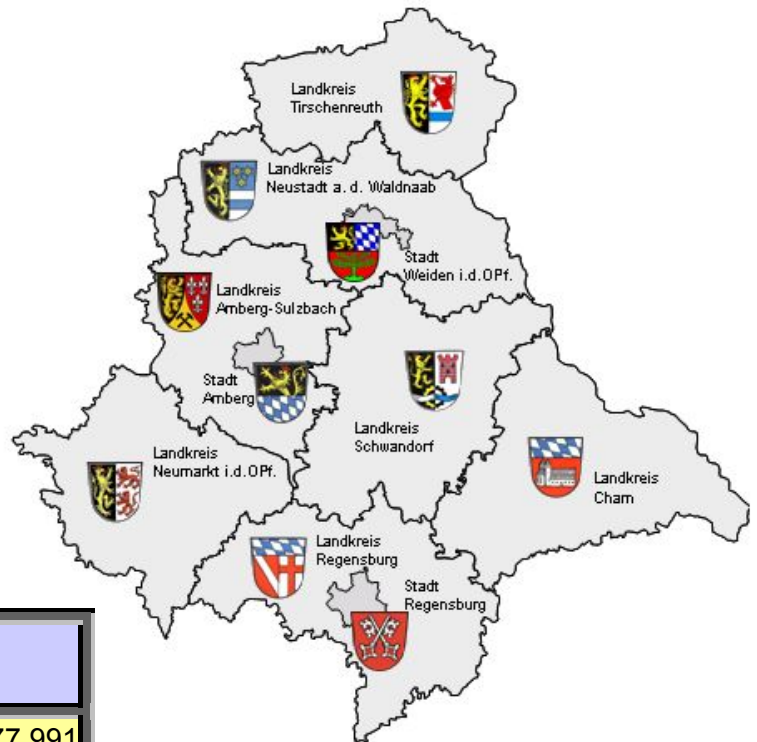 Landkreis
Tirschenreuth
Landkreis
Neustadt a. d. Waldnaab
Stadt
Weiden i.d.OPf.
Landkreis
Amberg-Sulzbach
Stadt
Amberg
Landkreis
Schwandorf
Landkreis
Neumarkt i.d.OPf.
Landkreis
Cham
Landkreis
Regensburg
Stadt
Regensburg